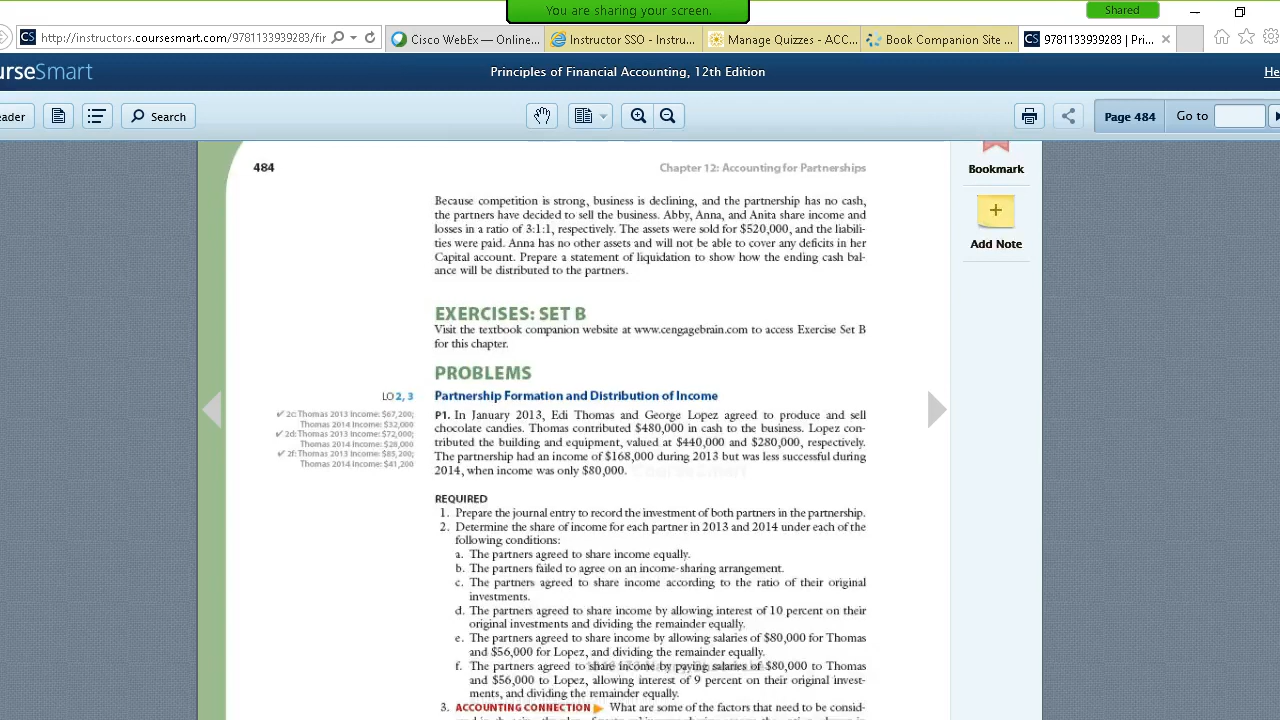 You are sharing your screen.
Shared
CS http://instructors.coursesmart.com/9781133939283/fir
Cisco WebEx — Online...
Instructor SSO - Instru...
Manage Quizzes - ACC...
Book Companion Site ...
CS 9781133939283 | Pri...
urseSmart
Principles of Financial Accounting, 12th Edition
He
eader
Search
Page 484
Go to
Bookmark
Add Note
484
Chapter 12: Accounting for Partnerships
Because competition is strong, business is declining, and the partnership has no cash,
the partners have decided to sell the business. Abby, Anna, and Anita share income and
losses in a ratio of 3:1:1, respectively. The assets were sold for $520,000, and the liabili-
ties were paid. Anna has no other assets and will not be able to cover any deficits in her
Capital account. Prepare a statement of liquidation to show how the ending cash bal-
ance will be distributed to the partners.
EXERCISES: SET B
Visit the textbook companion website at www.cengagebrain.com to access Exercise Set B
for this chapter.
PROBLEMS
LO 2, 3
Partnership Formation and Distribution of Income
✔ 2c: Thomas 2013 Income: $67,200;
Thomas 2014 Income: $32,000
✔ 2d: Thomas 2013 Income: $72,000;
Thomas 2014 Income: $28,000
✔ 2f: Thomas 2013 Income: $85,200;
Thomas 2014 Income: $41,200
P1. In January 2013, Edi Thomas and George Lopez agreed to produce and sell
chocolate candies. Thomas contributed $480,000 in cash to the business. Lopez con-
tributed the building and equipment, valued at $440,000 and $280,000, respectively.
The partnership had an income of $168,000 during 2013 but was less successful during
2014, when income was only $80,000.
REQUIRED
1. Prepare the journal entry to record the investment of both partners in the partnership.
2. Determine the share of income for each partner in 2013 and 2014 under each of the
following conditions:
a. The partners agreed to share income equally.
b. The partners failed to agree on an income-sharing arrangement.
c. The partners agreed to share income according to the ratio of their original
investments.
d. The partners agreed to share income by allowing interest of 10 percent on their
original investments and dividing the remainder equally.
e. The partners agreed to share income by allowing salaries of $80,000 for Thomas
and $56,000 for Lopez, and dividing the remainder equally.
f. The partners agreed to share income by paying salaries of $80,000 to Thomas
and $56,000 to Lopez, allowing interest of 9 percent on their original invest-
ments, and dividing the remainder equally.
3. ACCOUNTING CONNECTION ▶ What are some of the factors that need to be consid-